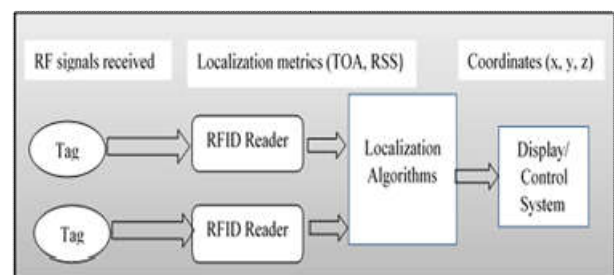 RF signals received
Localization metrics (TOA, RSS)
Coordinates (x, y, z)
Tag
RFID Reader
Localization
Algorithms
Display/
Control
System
Tag
RFID Reader